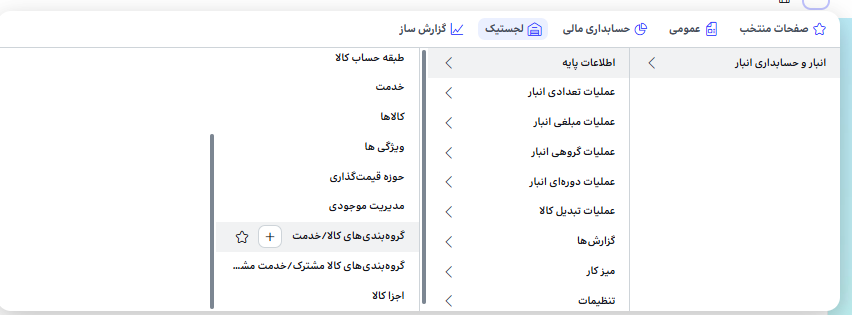 صفحات منتخب
عمومی
حسابداری مالی
لجستیک
گزارش ساز
انبار و حسابداری انبار
اطلاعات پایه
عملیات تعدادی انبار
عملیات مبلغی انبار
عملیات گروهی انبار
عملیات دوره‌ای انبار
عملیات تبدیل کالا
گزارش‌ها
میز کار
تنظیمات
طبقه حساب کالا
خدمت
کالاها
ویژگی ها
حوزه قیمت‌گذاری
مدیریت موجودی
گروه‌بندی‌های کالا/خدمت
گروه‌بندی‌های کالا مشترک/خدمت مشـ...
اجزا کالا